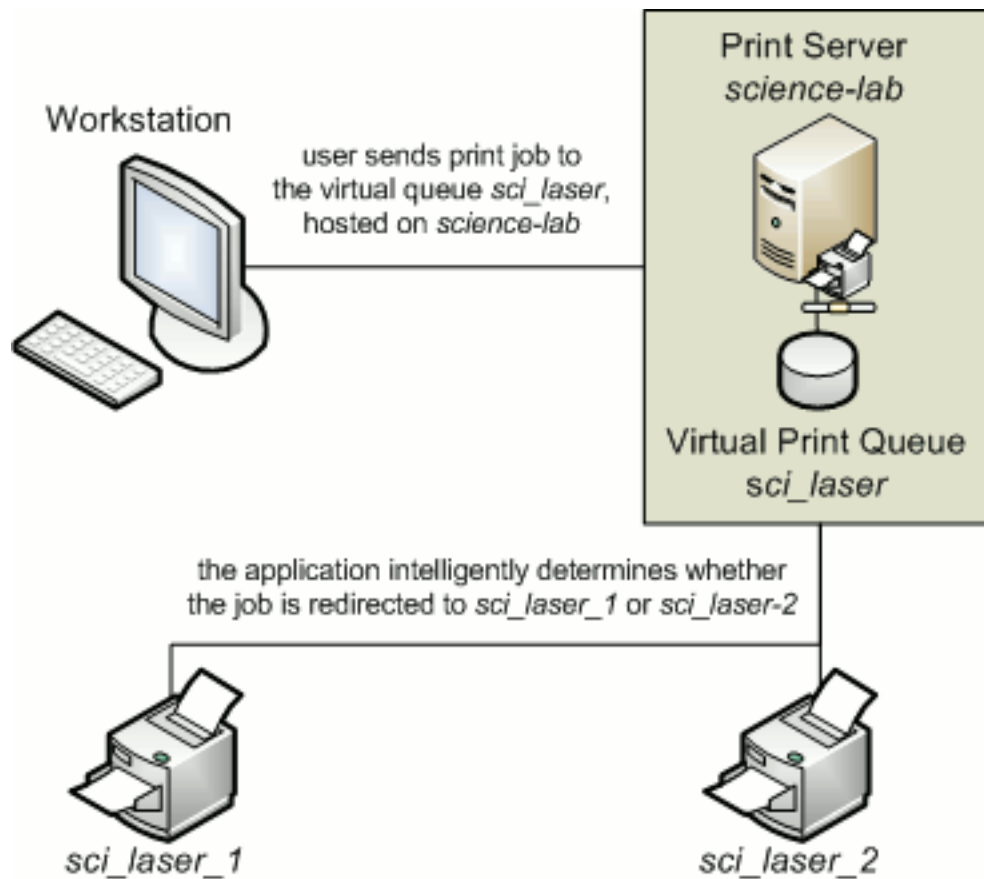 Print Server
science-lab
Workstation
user sends print job to
the virtual queue sci_laser,
hosted on science-lab
Virtual Print Queue
sci_laser
the application intelligently determines whether
the job is redirected to sci_laser_1 or sci_laser-2
sci_laser_1
sci_laser_2